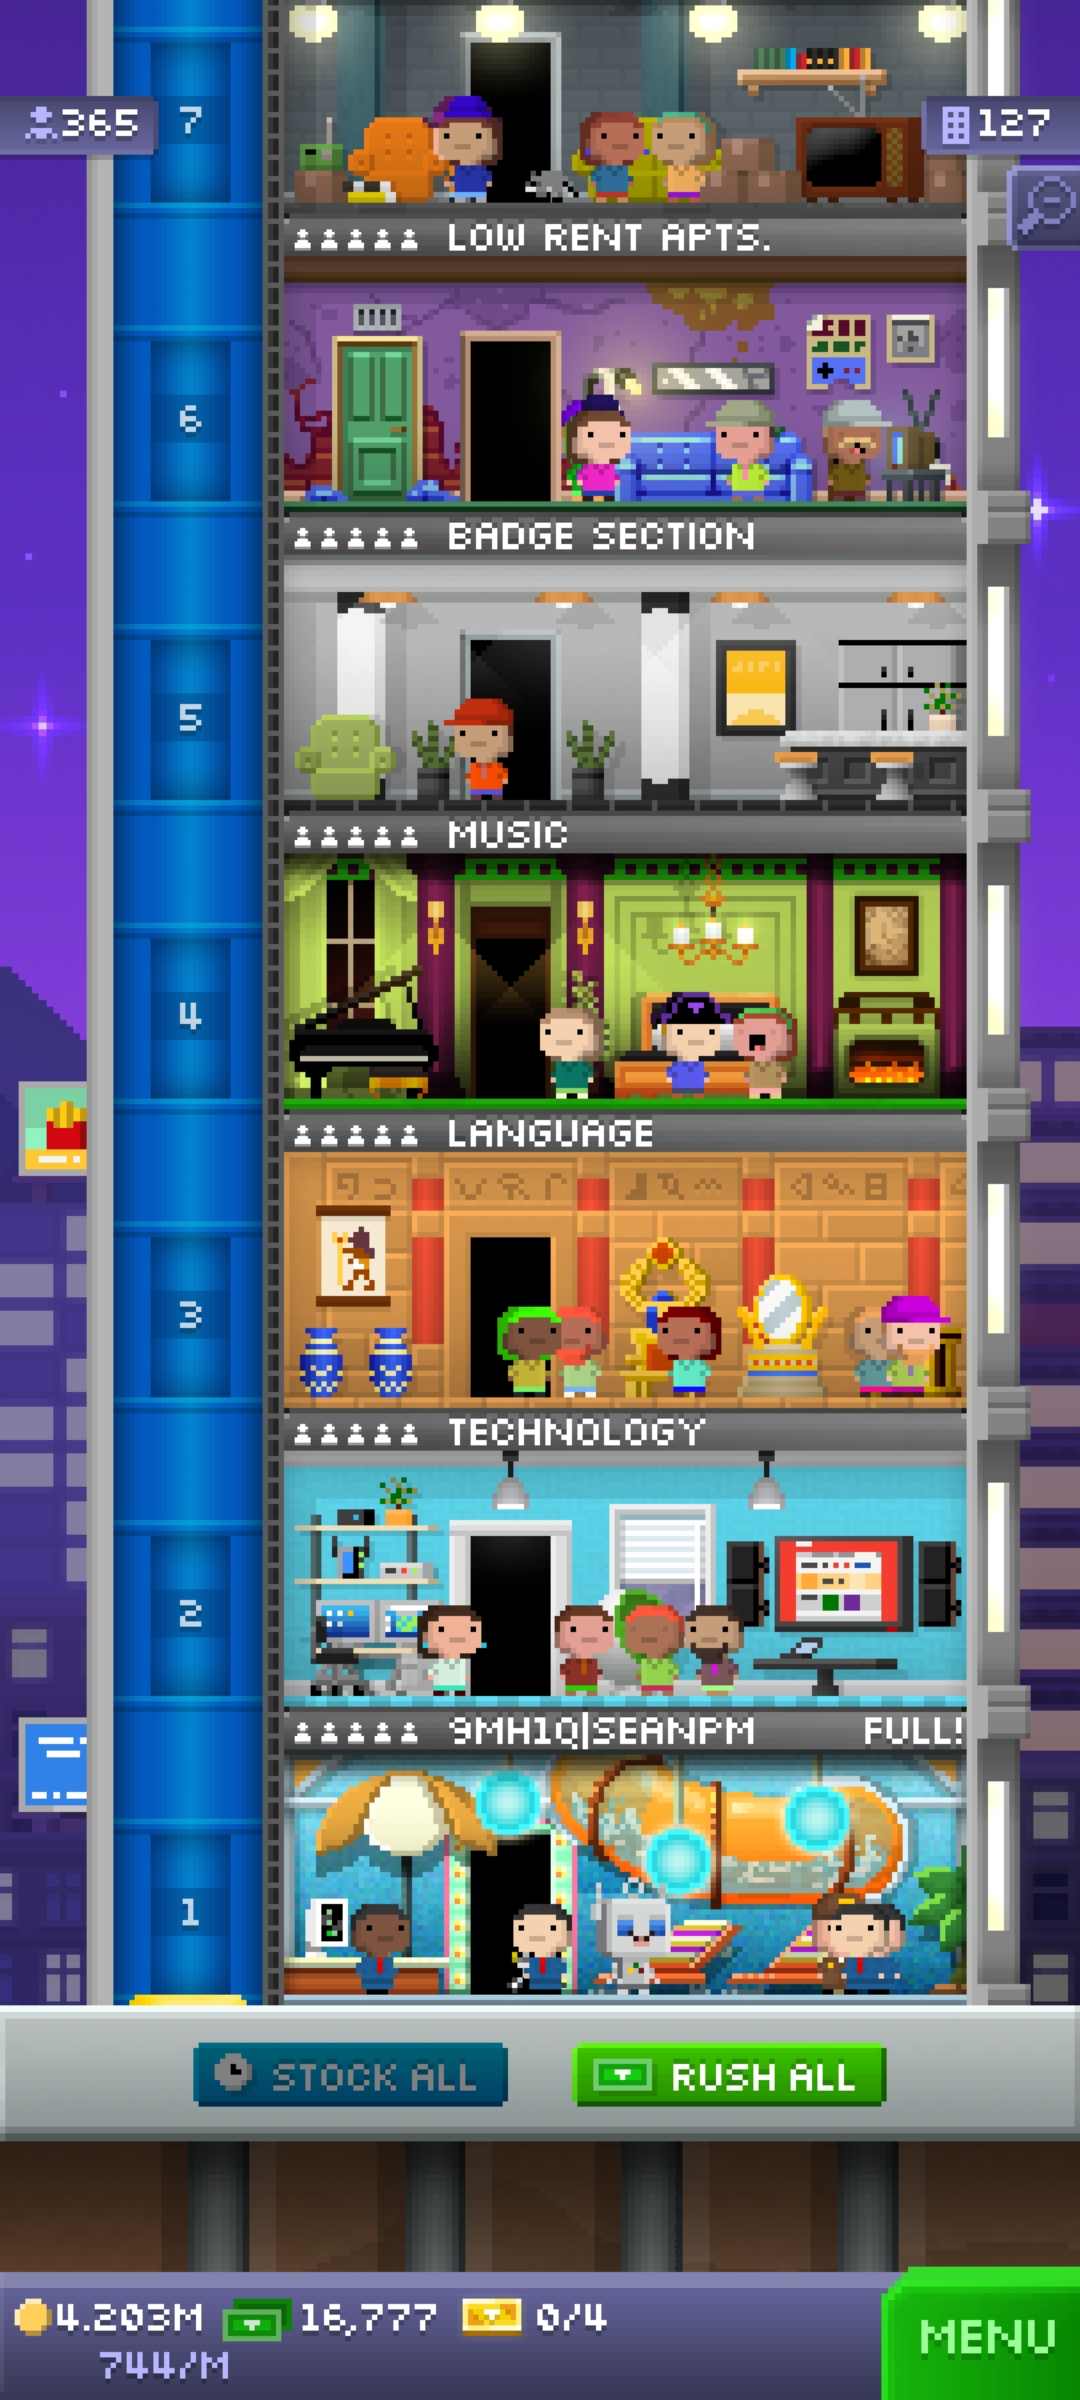 365
7
127
LOW RENT APTS.
6
BADGE SECTION
5
MUSIC
4
LANGUAGE
3
TECHNOLOGY
2
9MH1Q|SEANPM FULL!
1
STOCK ALL
RUSH ALL
4.203M 16,777 0/4
744/M
MENU